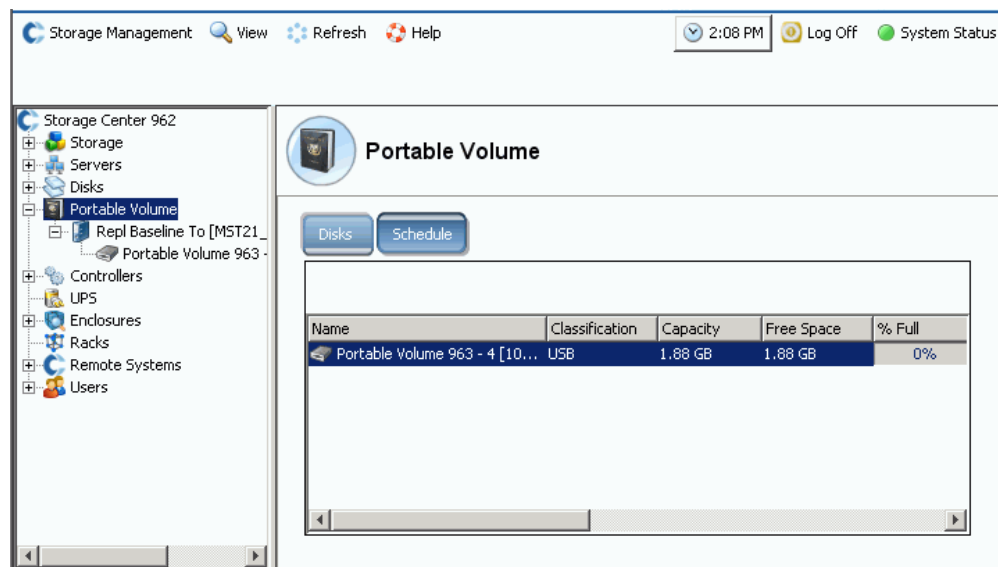 Storage Management View Refresh Help 2:08 PM Log Off System Status
Storage Center 962
Storage
Servers
Disks
Portable Volume
Repl Baseline To [MST21_
Portable Volume 963 -
Controllers
UPS
Enclosures
Racks
Remote Systems
Users
Portable Volume
Disks Schedule
Name Classification Capacity Free Space % Full
Portable Volume 963 - 4 [10... USB 1.88 GB 1.88 GB 0%